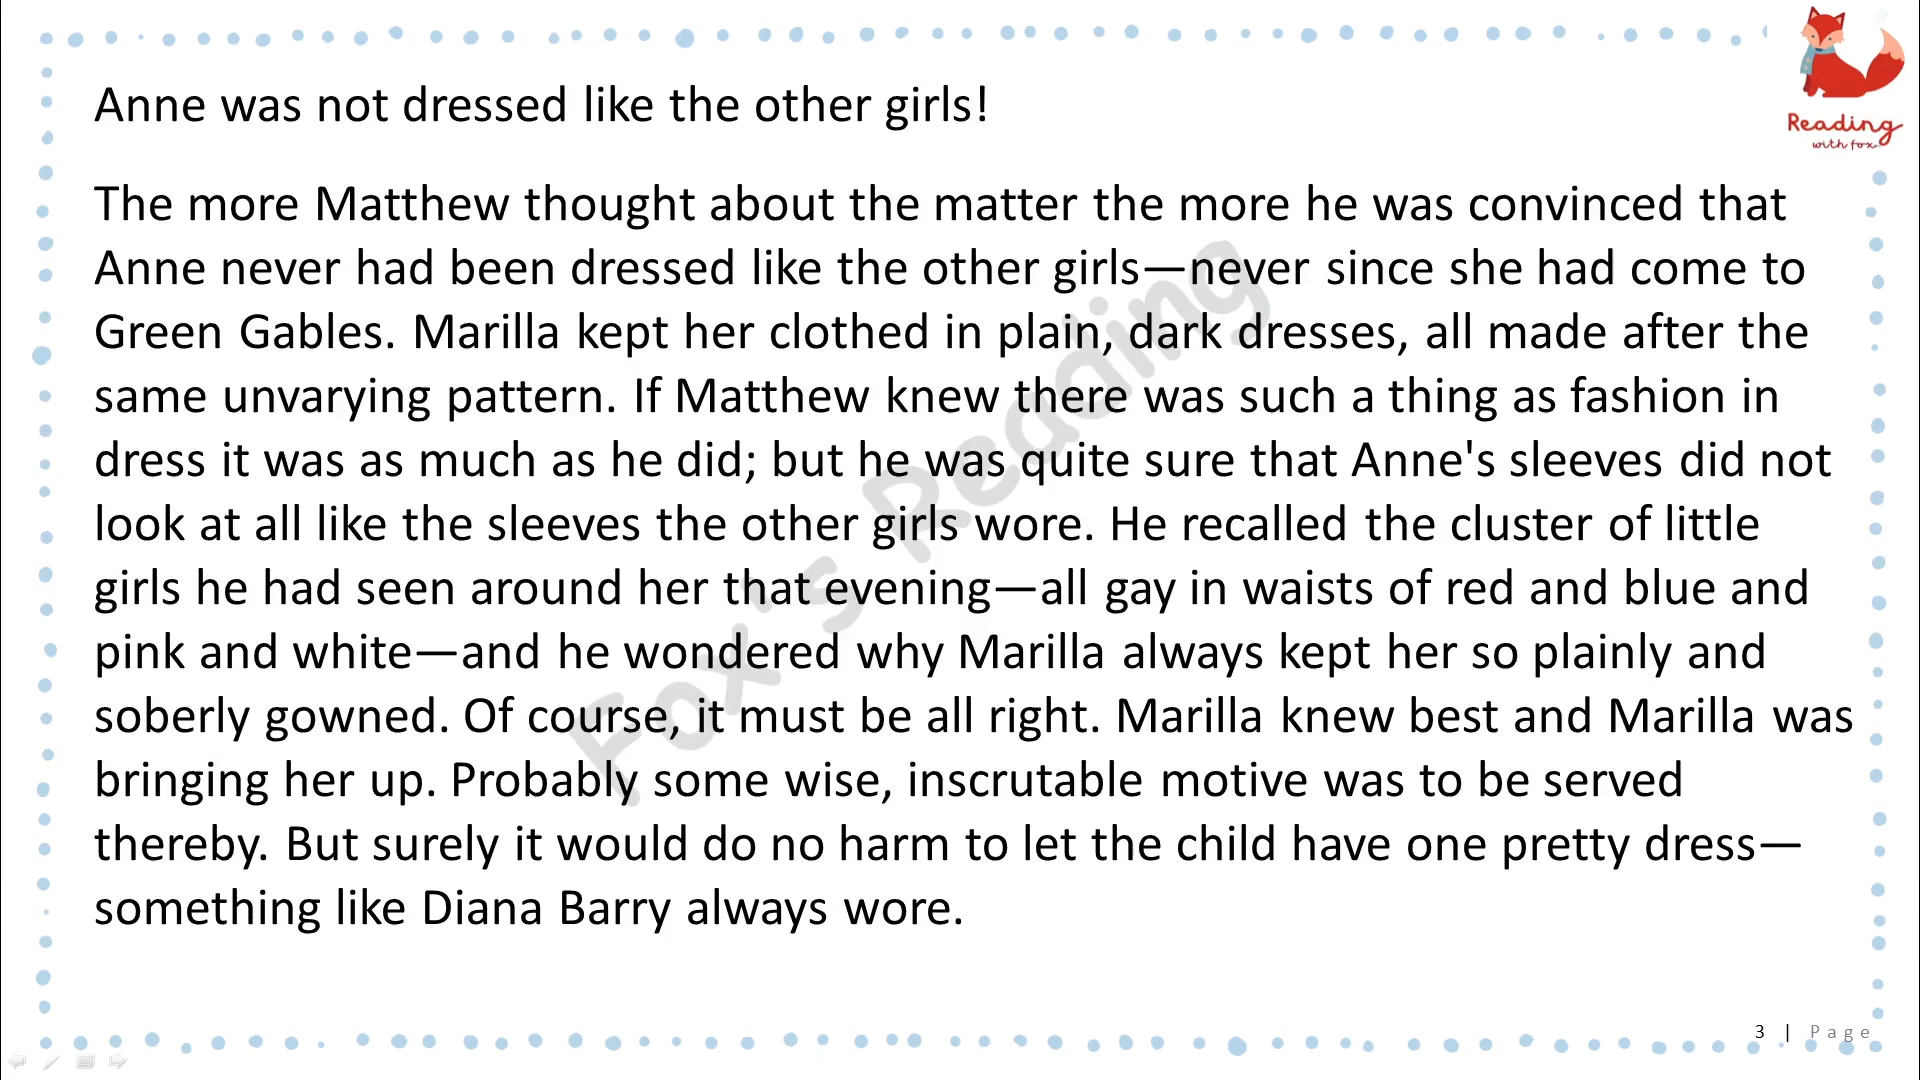 Anne was not dressed like the other girls!
Reading
with fox
The more Matthew thought about the matter the more he was convinced that
Anne never had been dressed like the other girls—never since she had come to
Green Gables. Marilla kept her clothed in plain, dark dresses, all made after the
same unvarying pattern. If Matthew knew there was such a thing as fashion in
dress it was as much as he did; but he was quite sure that Anne's sleeves did not
look at all like the sleeves the other girls wore. He recalled the cluster of little
girls he had seen around her that evening—all gay in waists of red and blue and
pink and white—and he wondered why Marilla always kept her so plainly and
soberly gowned. Of course, it must be all right. Marilla knew best and Marilla was
bringing her up. Probably some wise, inscrutable motive was to be served
thereby. But surely it would do no harm to let the child have one pretty dress—
something like Diana Barry always wore.
Fox's Reading
3 | Page